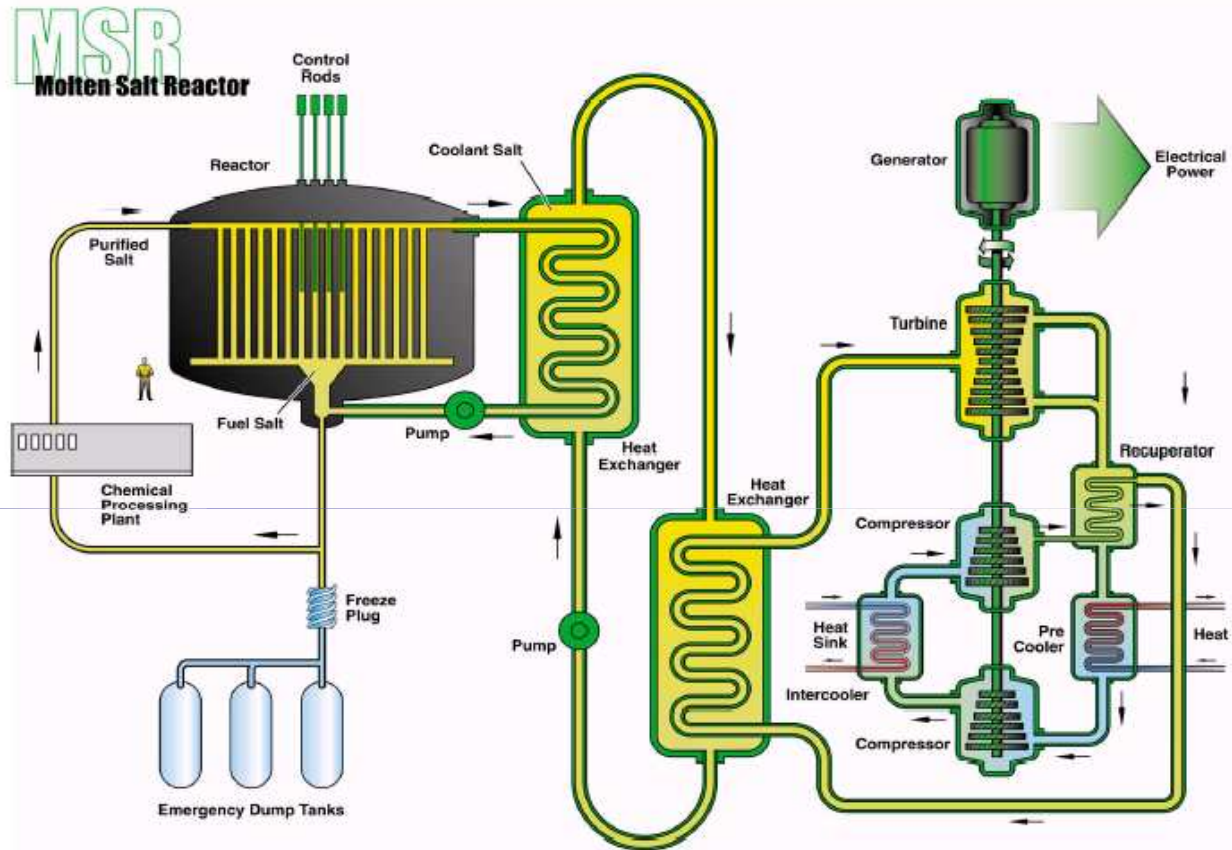 MSR
Molten Salt Reactor
Control
Rods
Reactor
Coolant Salt
Purified
Salt
Fuel Salt
Pump
Heat
Exchanger
Chemical
Processing
Plant
Freeze
Plug
Emergency Dump Tanks
Pump
Heat
Exchanger
Generator
Electrical
Power
Turbine
Recuperator
Compressor
Heat
Sink
Intercooler
Pre
Cooler
Heat
Compressor